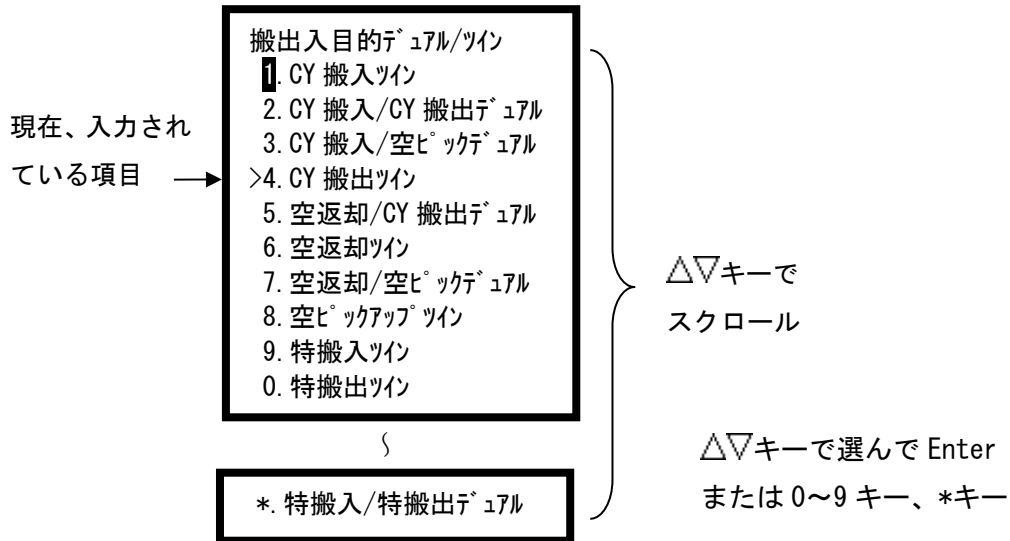 搬出入目的ﾃﾞｭｱﾙ/ﾂｲﾝ
1. CY 搬入ﾂｲﾝ
2. CY 搬入/CY 搬出ﾃﾞｭｱﾙ
3. CY 搬入/空ﾋﾟｯｸﾃﾞｭｱﾙ
>4. CY 搬出ﾂｲﾝ
5. 空返却/CY 搬出ﾃﾞｭｱﾙ
6. 空返却ﾂｲﾝ
7. 空返却/空ﾋﾟｯｸﾃﾞｭｱﾙ
8. 空ﾋﾟｯｸｱｯﾌﾟﾂｲﾝ
9. 特搬入ﾂｲﾝ
0. 特搬出ﾂｲﾝ
～
*. 特搬入/特搬出ﾃﾞｭｱﾙ
現在、入力され
ている項目
△▽キーで
スクロール
△▽キーで選んで Enter
または 0～9 キー、*キー